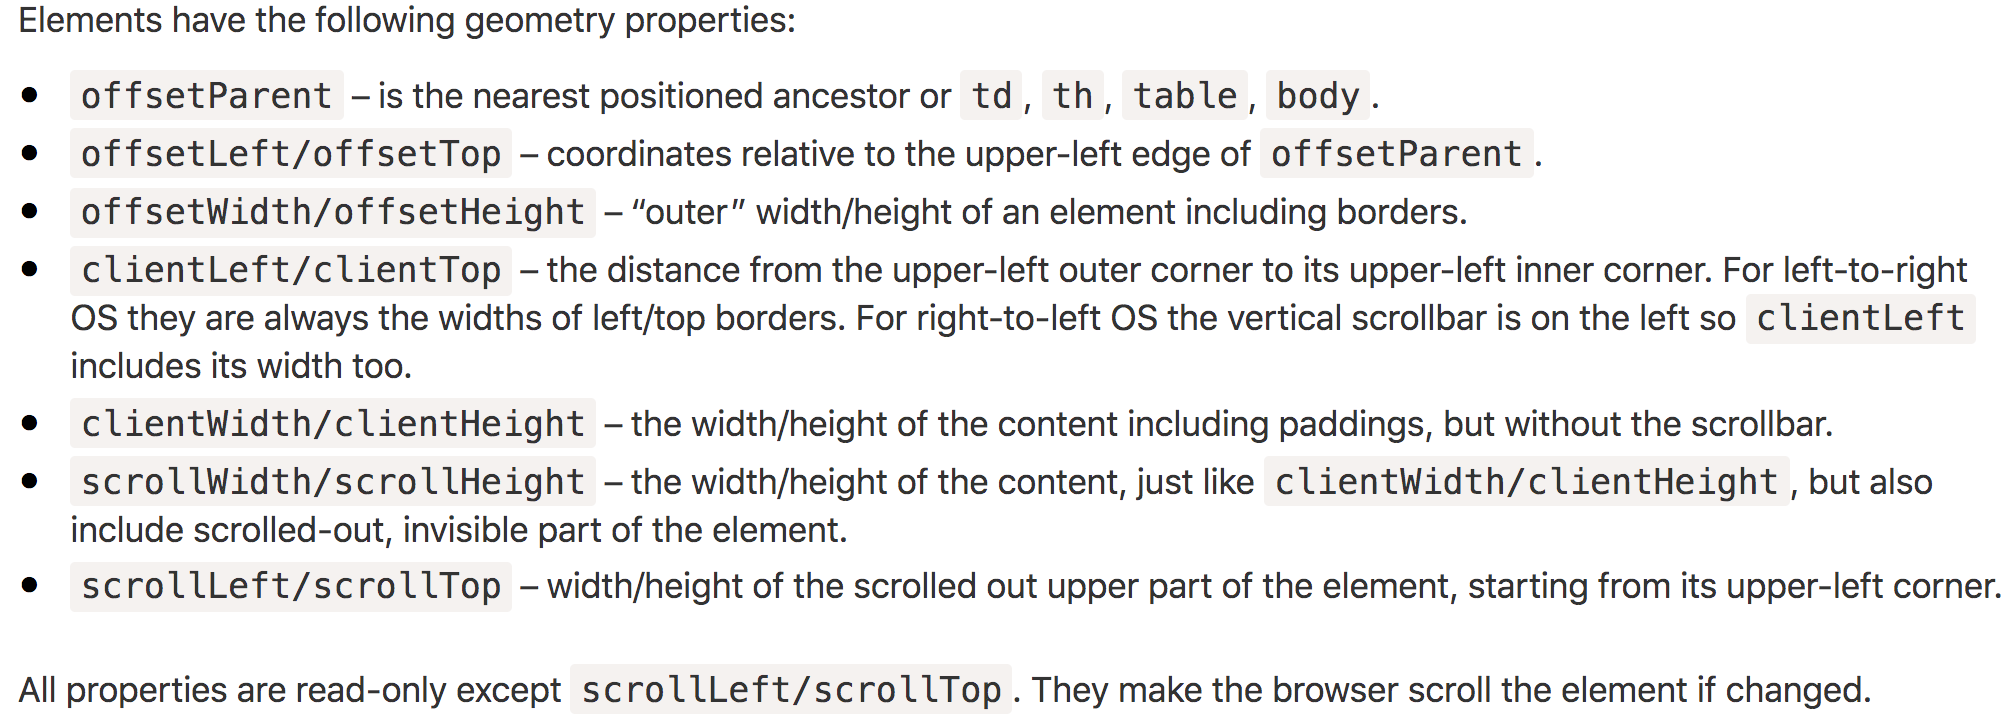 Elements have the following geometry properties:
● offsetParent – is the nearest positioned ancestor or td, th, table, body.
● offsetLeft/offsetTop – coordinates relative to the upper-left edge of offsetParent.
● offsetWidth/offsetHeight – “outer” width/height of an element including borders.
● clientLeft/clientTop – the distance from the upper-left outer corner to its upper-left inner corner. For left-to-right
OS they are always the widths of left/top borders. For right-to-left OS the vertical scrollbar is on the left so clientLeft
includes its width too.
● clientWidth/clientHeight – the width/height of the content including paddings, but without the scrollbar.
● scrollWidth/scrollHeight – the width/height of the content, just like clientWidth/clientHeight, but also
include scrolled-out, invisible part of the element.
● scrollLeft/scrollTop – width/height of the scrolled out upper part of the element, starting from its upper-left corner.
All properties are read-only except scrollLeft/scrollTop. They make the browser scroll the element if changed.